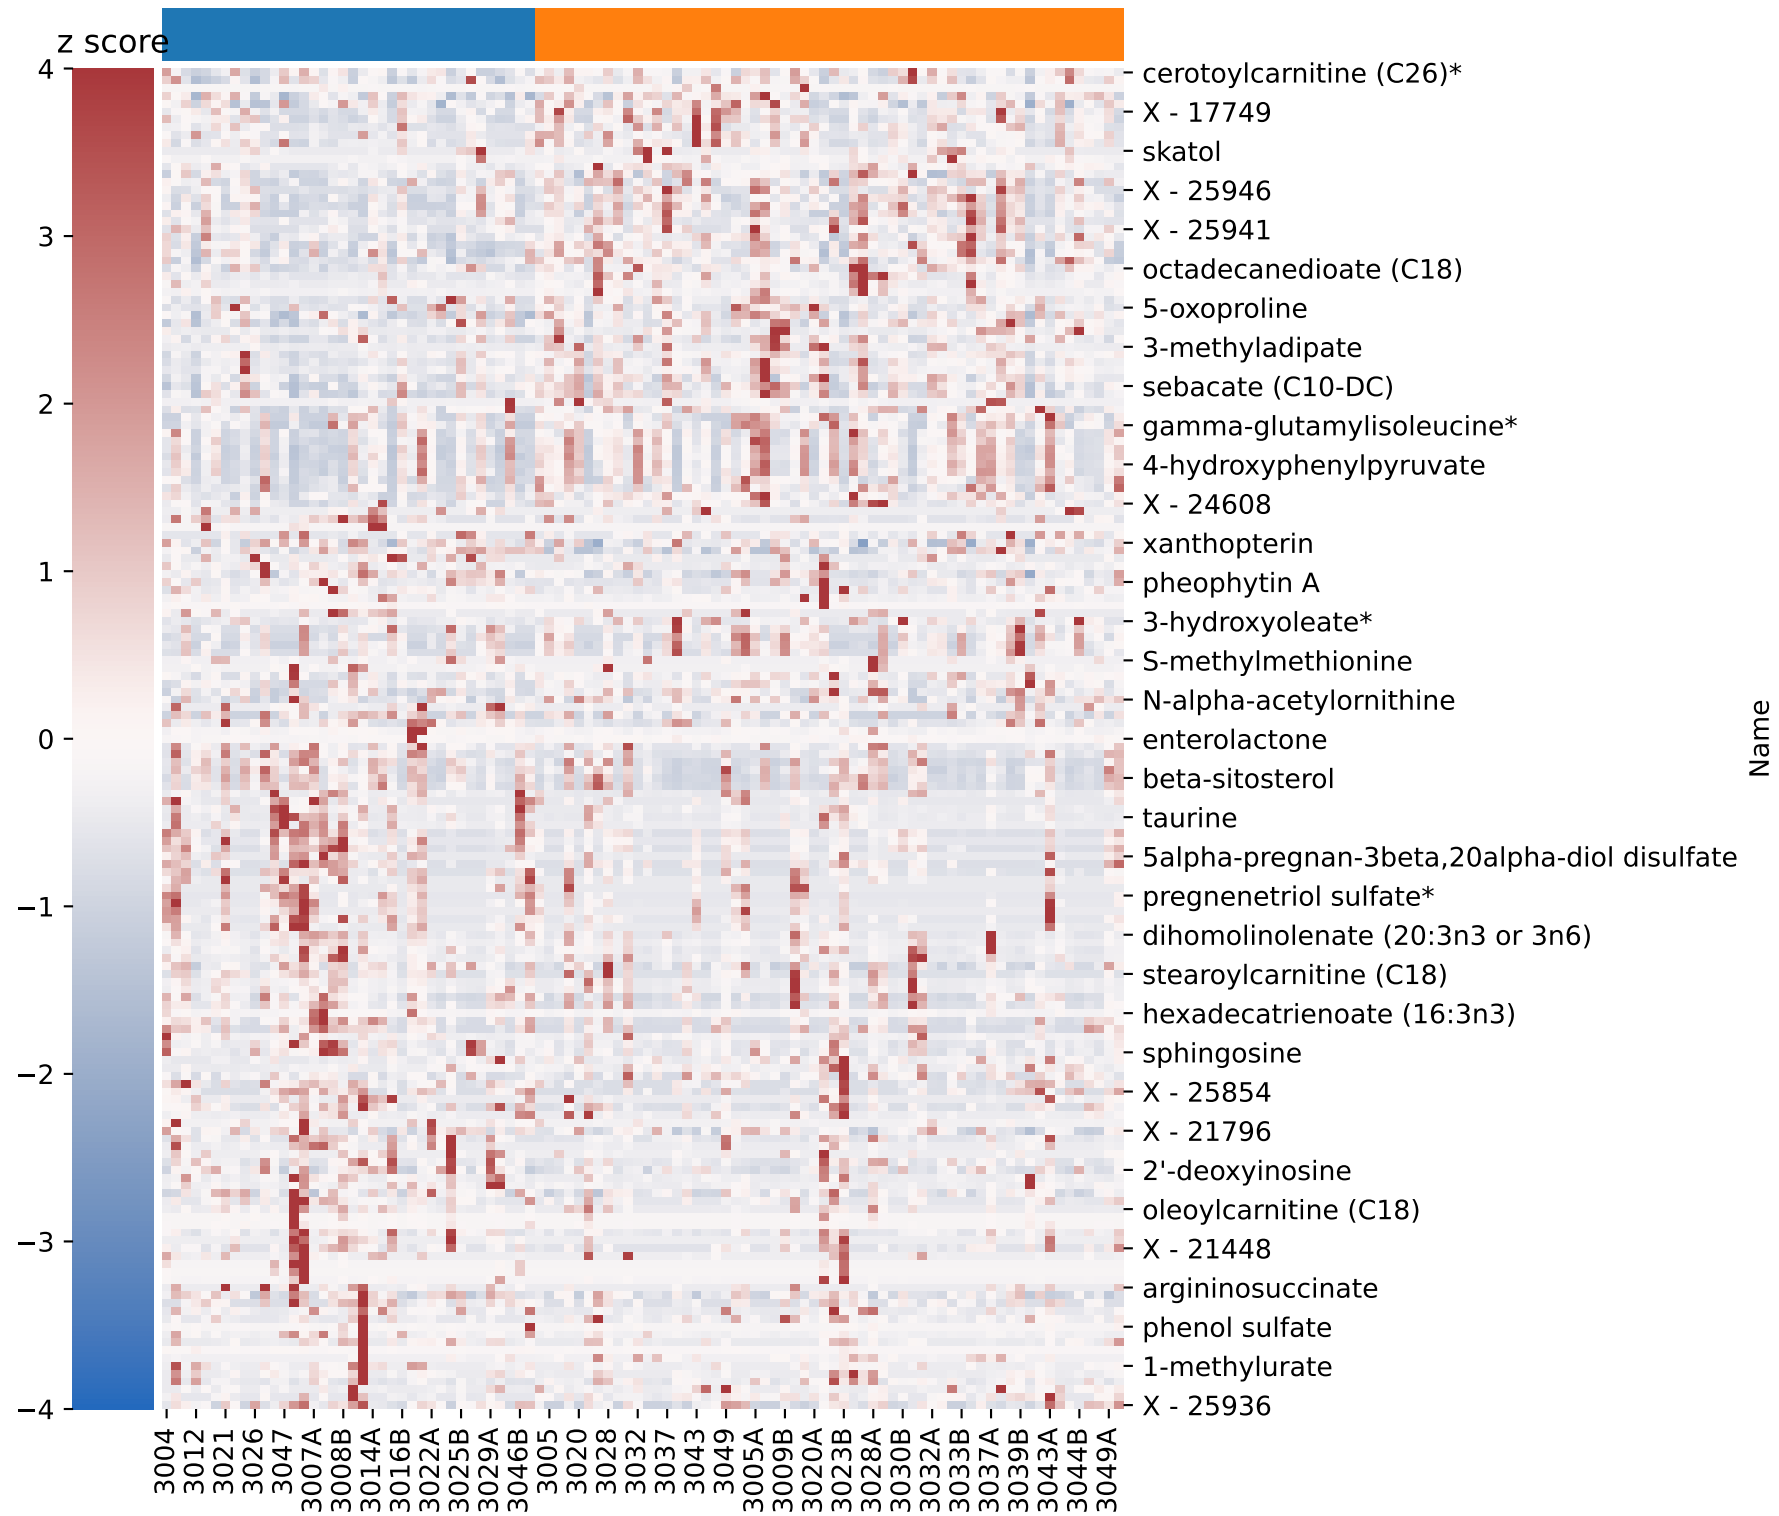 z score
4
3
2
1
0
−1
−2
−3
−4
cerotoylcarnitine (C26)*
X - 17749
skatol
X - 25946
X - 25941
octadecanedioate (C18)
5-oxoproline
3-methyladipate
sebacate (C10-DC)
gamma-glutamylisoleucine*
4-hydroxyphenylpyruvate
X - 24608
xanthopterin
pheophytin A
3-hydroxyoleate*
S-methylmethionine
N-alpha-acetylornithine
enterolactone
beta-sitosterol
taurine
5alpha-pregnan-3beta,20alpha-diol disulfate
pregnenetriol sulfate*
dihomolinolenate (20:3n3 or 3n6)
stearoylcarnitine (C18)
hexadecatrienoate (16:3n3)
sphingosine
X - 25854
X - 21796
2'-deoxyinosine
oleoylcarnitine (C18)
X - 21448
argininosuccinate
phenol sulfate
1-methylurate
X - 25936
Name
3004
3012
3021
3026
3047
3007A
3008B
3014A
3016B
3022A
3025B
3029A
3046B
3005
3020
3028
3032
3037
3043
3049
3005A
3009B
3020A
3023B
3028A
3030B
3032A
3033B
3037A
3039B
3043A
3044B
3049A